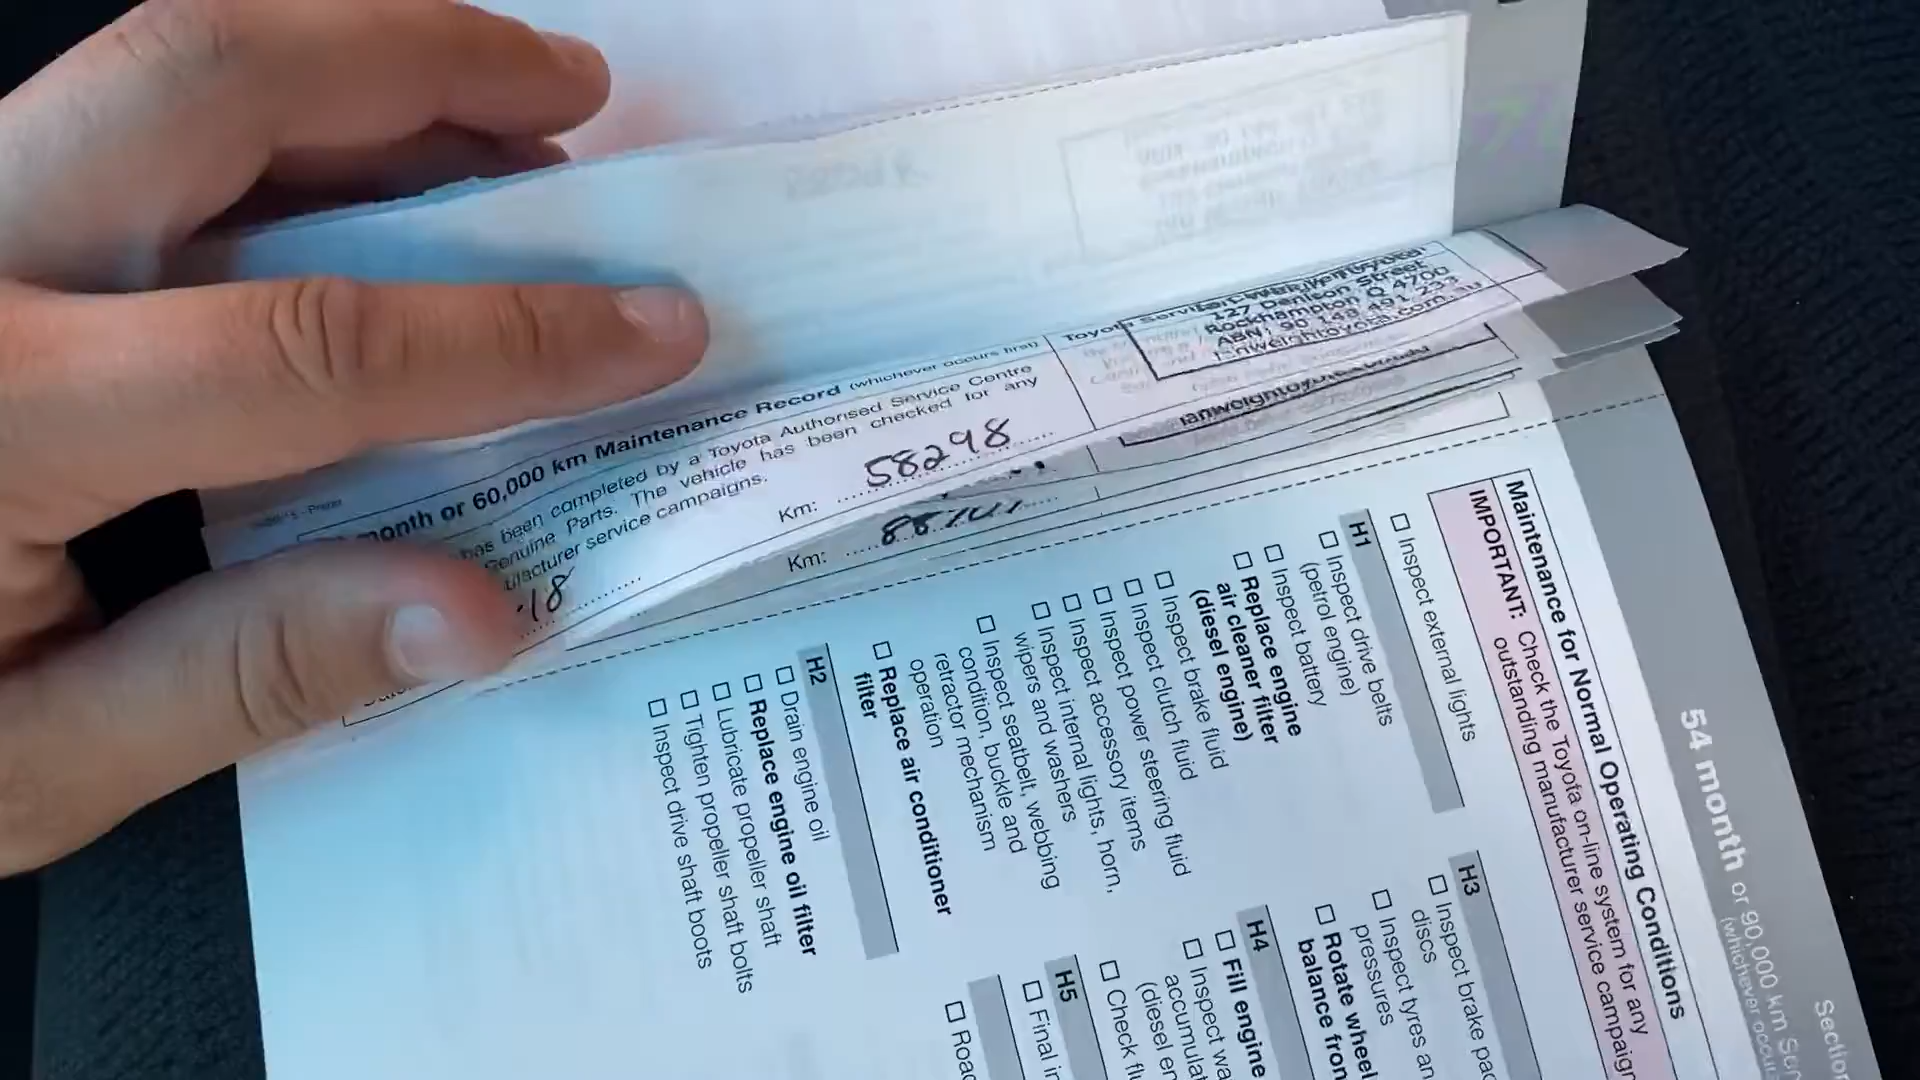 month or 60,000 km Maintenance Record (whichever occurs first)
has been completed by a Toyota Authorised Service Centre
Genuine Parts. The vehicle has been checked for any
ufacturer service campaigns.
Km: 58298
18
Km:
127 Denison Street
Rockhampton Q 4700
54 month or 90,000 km
(whichever occur
Section
Maintenance for Normal Operating Conditions
IMPORTANT: Check the Toyota on-line system for any
outstanding manufacturer service campaign
☐ Inspect external lights
H1
☐ Inspect drive belts
(petrol engine)
☐ Inspect battery
☐ Replace engine
air cleaner filter
(diesel engine)
☐ Inspect brake fluid
☐ Inspect clutch fluid
☐ Inspect power steering fluid
☐ Inspect accessory items
☐ Inspect internal lights, horn,
wipers and washers
☐ Inspect seatbelt, webbing
condition, buckle and
retractor mechanism
operation
☐ Replace air conditioner
filter
H2
☐ Drain engine oil
☐ Replace engine oil filter
☐ Lubricate propeller shaft
☐ Tighten propeller shaft bolts
☐ Inspect drive shaft boots
H3
☐ Inspect brake pa
discs
☐ Inspect tyres an
pressures
☐ Rotate wheel
balance fron
H4
☐ Fill engine
☐ Inspect wa
accumulat
(diesel en
☐ Check flu
H5
☐ Final in
☐ Road